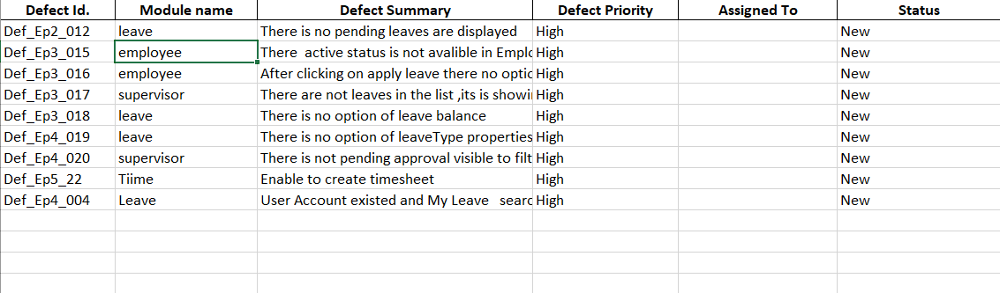 Defect Id. Module name Defect Summary Defect Priority Assigned To Status
Def_Ep2_012 leave There is no pending leaves are displayed High New
Def_Ep3_015 employee There  active status is not avalible in Emplo High New
Def_Ep3_016 employee After clicking on apply leave there no optic High New
Def_Ep3_017 supervisor There are not leaves in the list ,its is showi High New
Def_Ep3_018 leave There is no option of leave balance High New
Def_Ep4_019 leave There is no option of leaveType properties High New
Def_Ep4_020 supervisor There is not pending approval visible to filt High New
Def_Ep5_22 Tiime Enable to create timesheet High New
Def_Ep4_004 Leave User Account existed and My Leave   searc High New